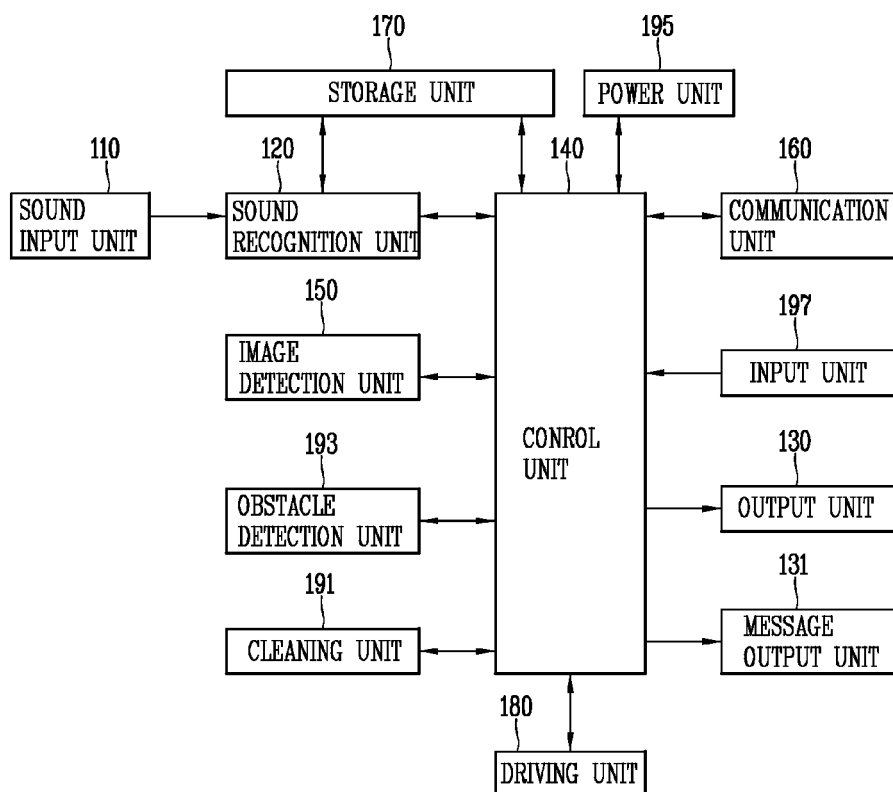 170
195
STORAGE UNIT
POWER UNIT
110
120
140
160
SOUND
INPUT UNIT
SOUND
RECOGNITION UNIT
COMMUNICATION
UNIT
150
197
IMAGE
DETECTION UNIT
INPUT UNIT
CONROL
UNIT
193
130
OBSTACLE
DETECTION UNIT
OUTPUT UNIT
191
131
CLEANING UNIT
MESSAGE
OUTPUT UNIT
180
DRIVING UNIT